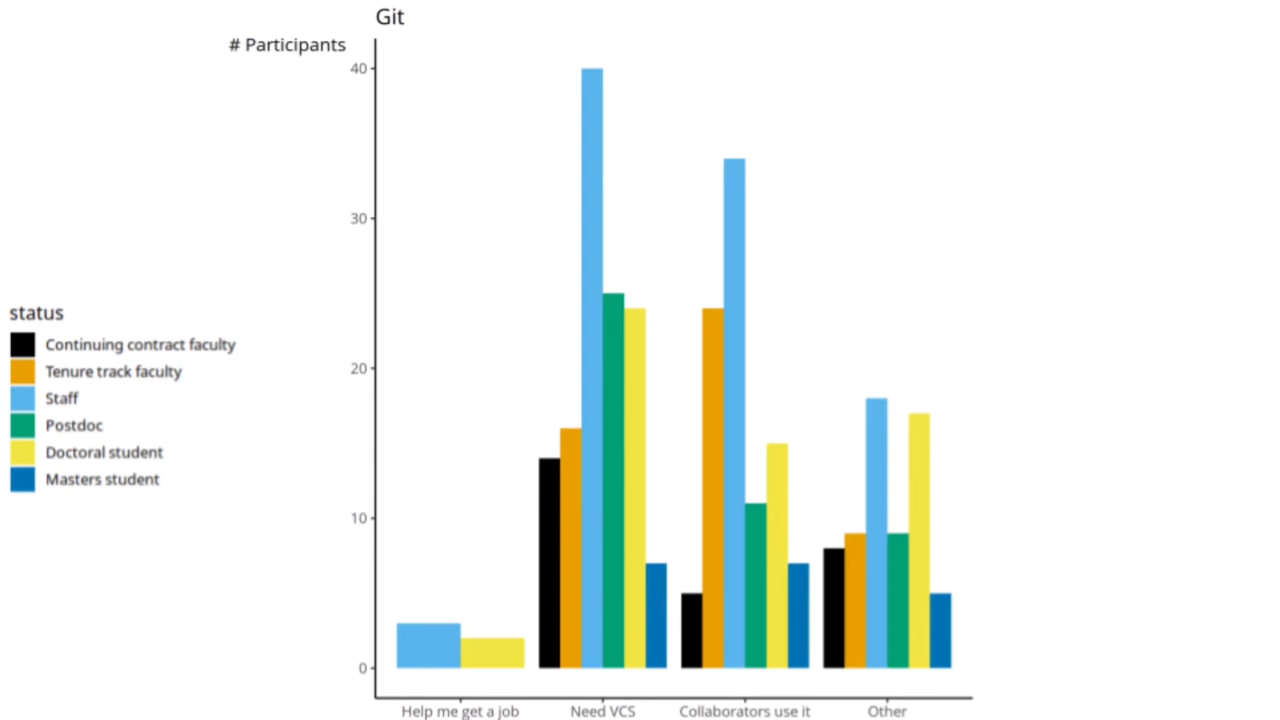 Git
# Participants
40
30
20
10
0
status
Continuing contract faculty
Tenure track faculty
Staff
Postdoc
Doctoral student
Masters student
Help me get a job
Need VCS
Collaborators use it
Other